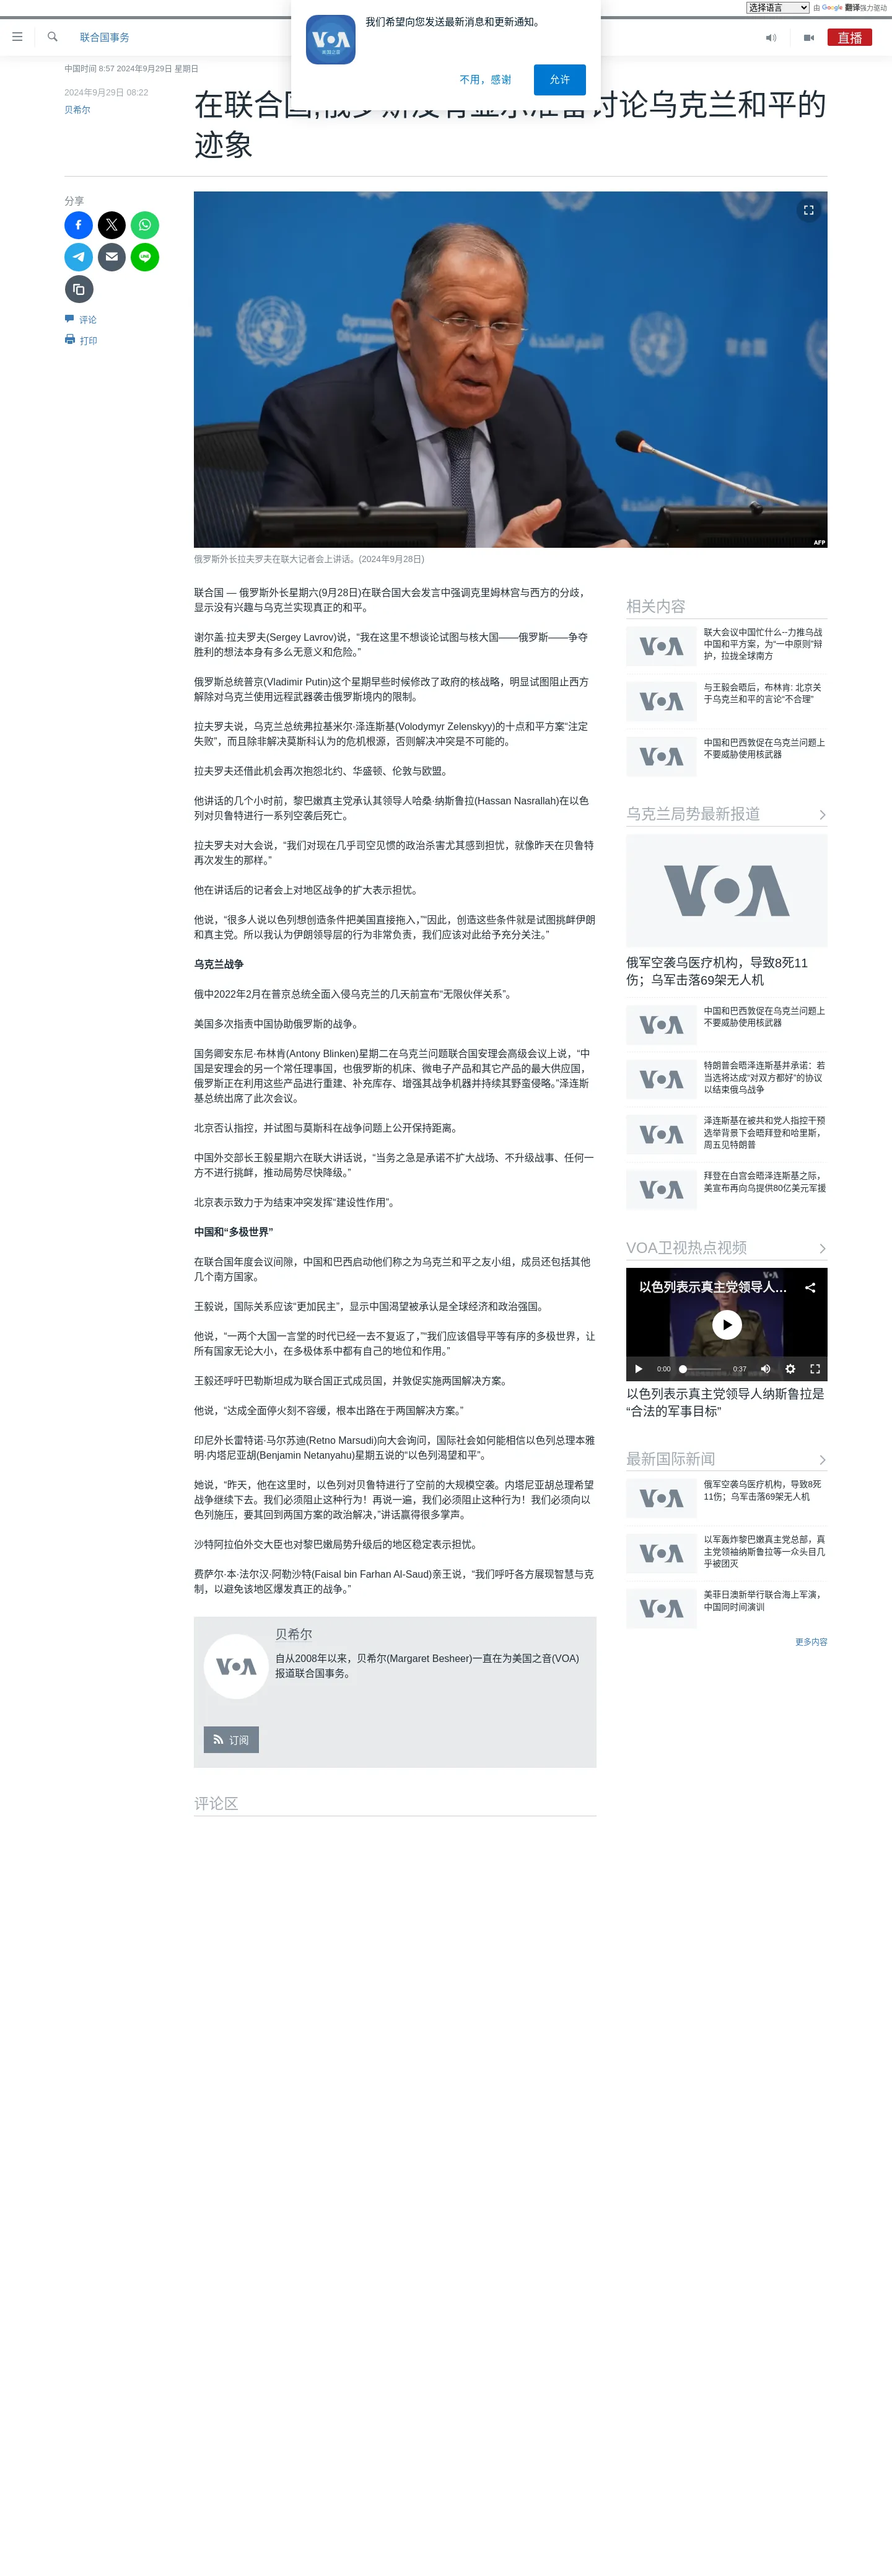 选择语言 由 Google 翻译强力驱动
我们希望向您发送最新消息和更新通知。
VOA
美国之音
不用，感谢
允许
联合国事务
直播
中国时间 8:57 2024年9月29日 星期日
2024年9月29日 08:22
贝希尔
在联合国,俄罗斯没有显示准备讨论乌克兰和平的
迹象
分享
评论
打印
联合国
AFP
俄罗斯外长拉夫罗夫在联大记者会上讲话。(2024年9月28日)
联合国 — 俄罗斯外长星期六(9月28日)在联合国大会发言中强调克里姆林宫与西方的分歧，
显示没有兴趣与乌克兰实现真正的和平。
谢尔盖·拉夫罗夫(Sergey Lavrov)说，“我在这里不想谈论试图与核大国——俄罗斯——争夺
胜利的想法本身有多么无意义和危险。”
俄罗斯总统普京(Vladimir Putin)这个星期早些时候修改了政府的核战略，明显试图阻止西方
解除对乌克兰使用远程武器袭击俄罗斯境内的限制。
拉夫罗夫说，乌克兰总统弗拉基米尔·泽连斯基(Volodymyr Zelenskyy)的十点和平方案“注定
失败”，而且除非解决莫斯科认为的危机根源，否则解决冲突是不可能的。
拉夫罗夫还借此机会再次抱怨北约、华盛顿、伦敦与欧盟。
他讲话的几个小时前，黎巴嫩真主党承认其领导人哈桑·纳斯鲁拉(Hassan Nasrallah)在以色
列对贝鲁特进行一系列空袭后死亡。
拉夫罗夫对大会说，“我们对现在几乎司空见惯的政治杀害尤其感到担忧，就像昨天在贝鲁特
再次发生的那样。”
他在讲话后的记者会上对地区战争的扩大表示担忧。
他说，“很多人说以色列想创造条件把美国直接拖入，”“因此，创造这些条件就是试图挑衅伊朗
和真主党。所以我认为伊朗领导层的行为非常负责，我们应该对此给予充分关注。”
乌克兰战争
俄中2022年2月在普京总统全面入侵乌克兰的几天前宣布“无限伙伴关系”。
美国多次指责中国协助俄罗斯的战争。
国务卿安东尼·布林肯(Antony Blinken)星期二在乌克兰问题联合国安理会高级会议上说，“中
国是安理会的另一个常任理事国，也俄罗斯的机床、微电子产品和其它产品的最大供应国，
俄罗斯正在利用这些产品进行重建、补充库存、增强其战争机器并持续其野蛮侵略。”泽连斯
基总统出席了此次会议。
北京否认指控，并试图与莫斯科在战争问题上公开保持距离。
中国外交部长王毅星期六在联大讲话说，“当务之急是承诺不扩大战场、不升级战事、任何一
方不进行挑衅，推动局势尽快降级。”
北京表示致力于为结束冲突发挥“建设性作用”。
中国和“多极世界”
在联合国年度会议间隙，中国和巴西启动他们称之为乌克兰和平之友小组，成员还包括其他
几个南方国家。
王毅说，国际关系应该“更加民主”，显示中国渴望被承认是全球经济和政治强国。
他说，“一两个大国一言堂的时代已经一去不复返了，”“我们应该倡导平等有序的多极世界，让
所有国家无论大小，在多极体系中都有自己的地位和作用。”
王毅还呼吁巴勒斯坦成为联合国正式成员国，并敦促实施两国解决方案。
他说，“达成全面停火刻不容缓，根本出路在于两国解决方案。”
印尼外长雷特诺·马尔苏迪(Retno Marsudi)向大会询问，国际社会如何能相信以色列总理本雅
明·内塔尼亚胡(Benjamin Netanyahu)星期五说的“以色列渴望和平”。
她说，“昨天，他在这里时，以色列对贝鲁特进行了空前的大规模空袭。内塔尼亚胡总理希望
战争继续下去。我们必须阻止这种行为！再说一遍，我们必须阻止这种行为！我们必须向以
色列施压，要其回到两国方案的政治解决，”讲话赢得很多掌声。
沙特阿拉伯外交大臣也对黎巴嫩局势升级后的地区稳定表示担忧。
费萨尔·本·法尔汉·阿勒沙特(Faisal bin Farhan Al-Saud)亲王说，“我们呼吁各方展现智慧与克
制，以避免该地区爆发真正的战争。”
VOA
贝希尔
自从2008年以来，贝希尔(Margaret Besheer)一直在为美国之音(VOA)
报道联合国事务。
订阅
评论区
相关内容
VOA
联大会议中国忙什么--力推乌战
中国和平方案，为“一中原则”辩
护，拉拢全球南方
VOA
与王毅会晤后，布林肯: 北京关
于乌克兰和平的言论“不合理”
VOA
中国和巴西敦促在乌克兰问题上
不要威胁使用核武器
乌克兰局势最新报道
VOA
俄军空袭乌医疗机构，导致8死11
伤；乌军击落69架无人机
VOA
中国和巴西敦促在乌克兰问题上
不要威胁使用核武器
VOA
特朗普会晤泽连斯基并承诺：若
当选将达成“对双方都好”的协议
以结束俄乌战争
VOA
泽连斯基在被共和党人指控干预
选举背景下会晤拜登和哈里斯，
周五见特朗普
VOA
拜登在白宫会晤泽连斯基之际，
美宣布再向乌提供80亿美元军援
VOA卫视热点视频
以色列表示真主党领导人...
0:00 0:37
以色列表示真主党领导人纳斯鲁拉是
“合法的军事目标”
最新国际新闻
VOA
俄军空袭乌医疗机构，导致8死
11伤；乌军击落69架无人机
VOA
以军轰炸黎巴嫩真主党总部，真
主党领袖纳斯鲁拉等一众头目几
乎被团灭
VOA
美菲日澳新举行联合海上军演，
中国同时间演训
更多内容